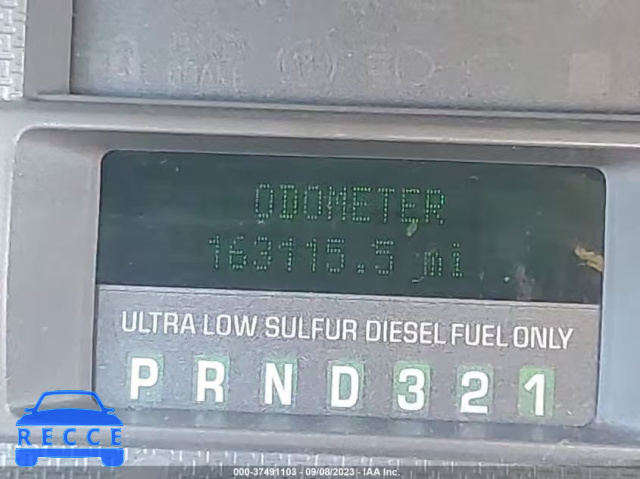 ODOMETER
163115.5 mi
ULTRA LOW SULFUR DIESEL FUEL ONLY
P R N D 3 2 1
RECCE
000-37491103 - 09/08/2023 - IAA Inc.